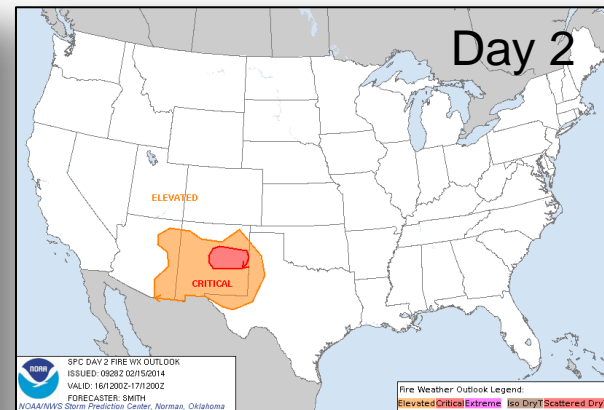 Day 2
ELEVATED
CRITICAL
NOAA
SPC DAY 2 FIRE WX OUTLOOK
ISSUED: 0928Z 02/15/2014
VALID: 16/1200Z-17/1200Z
FORECASTER: SMITH
NOAA/NWS Storm Prediction Center, Norman, Oklahoma
Fire Weather Outlook Legend:
Elevated Critical Extreme Iso DryT Scattered Dry